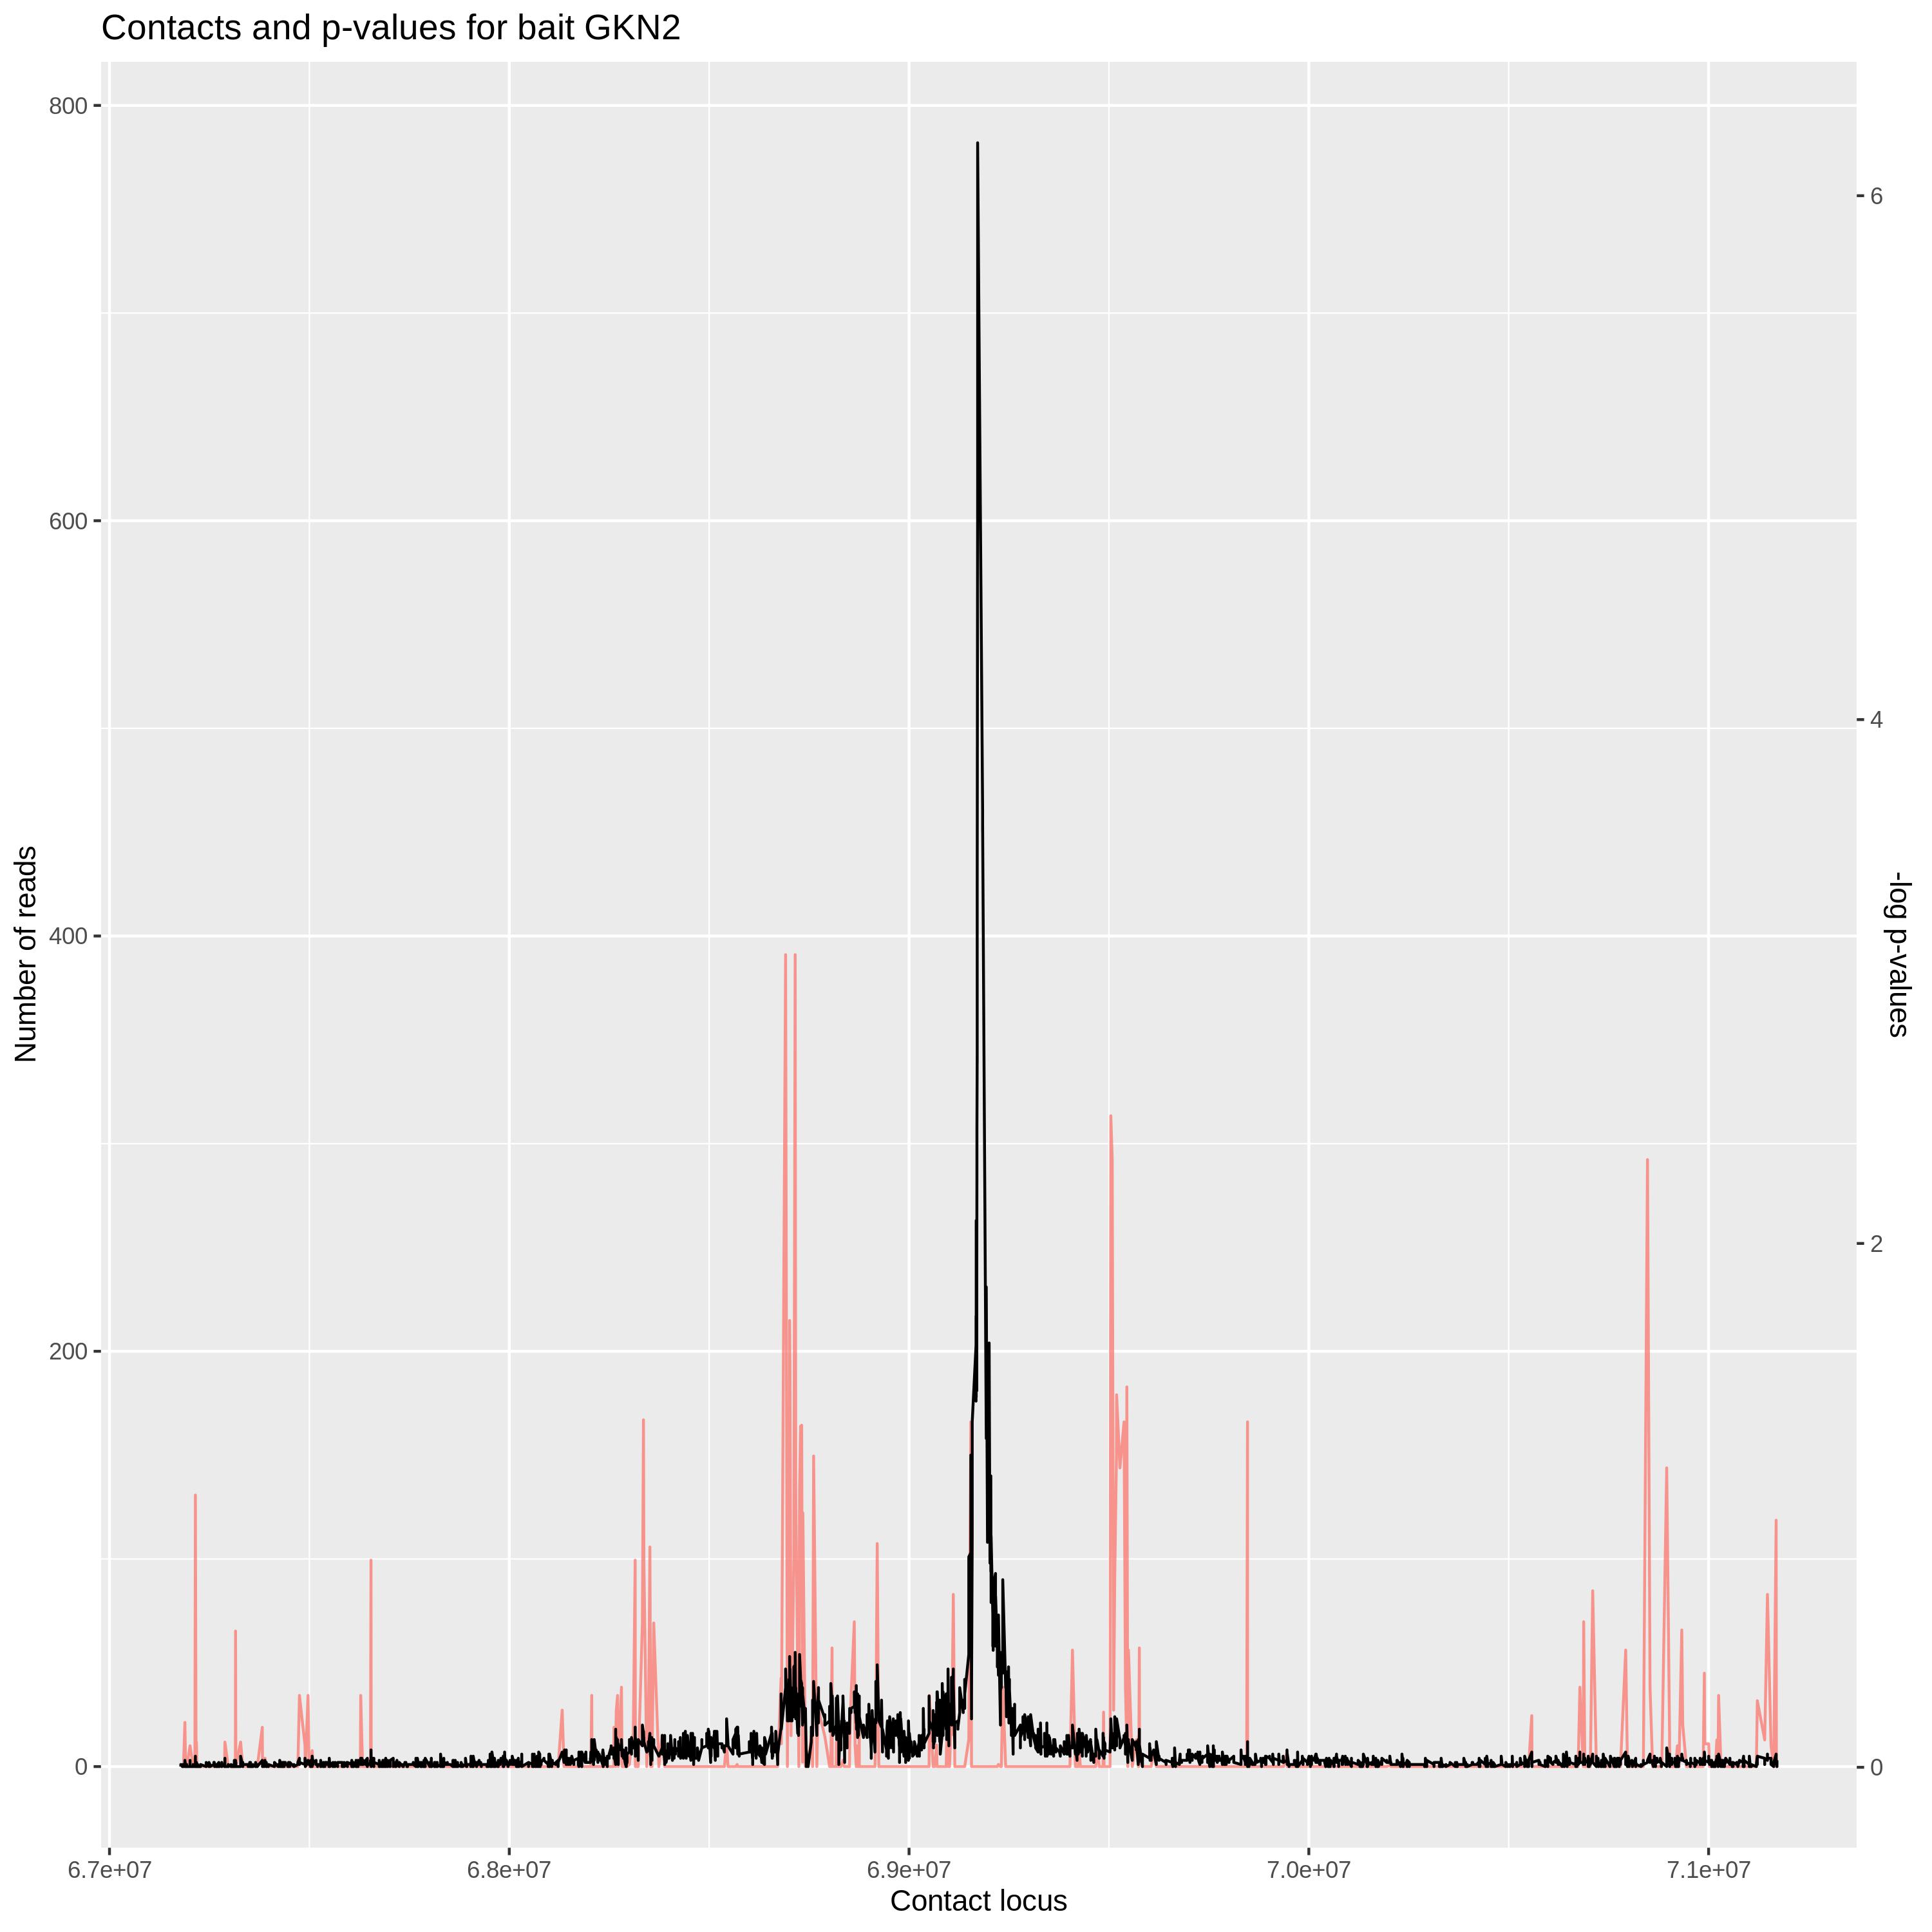 Contacts and p-values for bait GKN2
800
600
400
200
0
Number of reads
6
4
2
0
-log p-values
6.7e+07 6.8e+07 6.9e+07 7.0e+07 7.1e+07
Contact locus